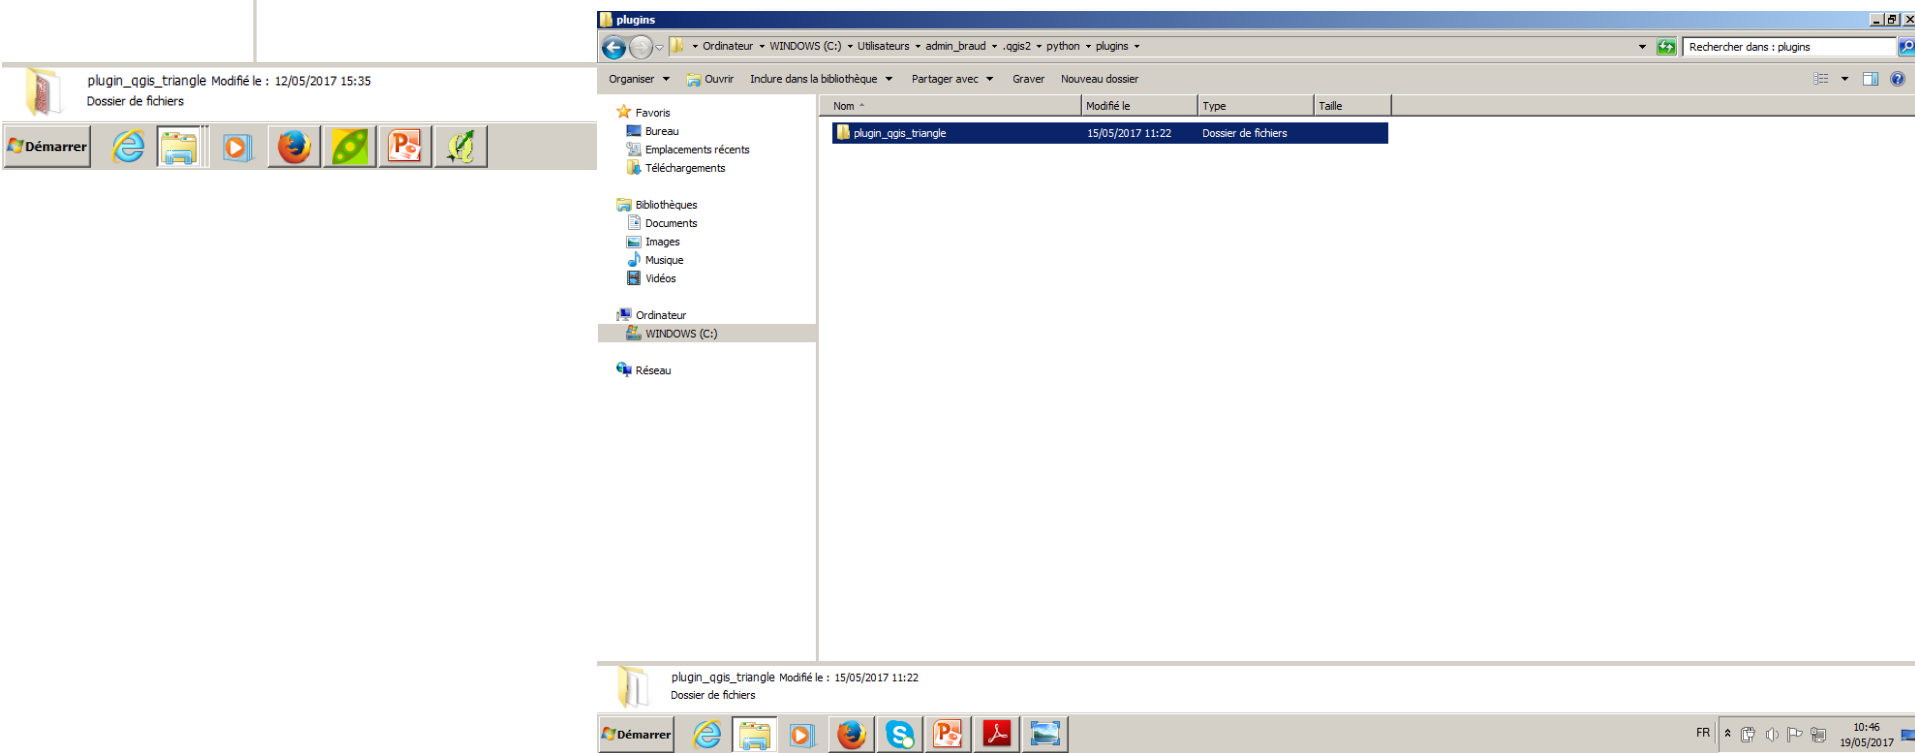 plugin_qgis_triangle Modifié le : 12/05/2017 15:35
Dossier de fichiers
Démarrer
plugins
Ordinateur WINDOWS (C:) Utilisateurs admin_braud .qgis2 python plugins
Rechercher dans : plugins
Organiser Ouvrir Indure dans la bibliothèque Partager avec Graver Nouveau dossier
Nom Modifié le Type Taille
plugin_qgis_triangle 15/05/2017 11:22 Dossier de fichiers
Favoris
Bureau
Emplacements récents
Téléchargements
Bibliothèques
Documents
Images
Musique
Vidéos
Ordinateur
WINDOWS (C:)
Réseau
plugin_qgis_triangle Modifié le : 15/05/2017 11:22
Dossier de fichiers
Démarrer
FR
10:46
19/05/2017